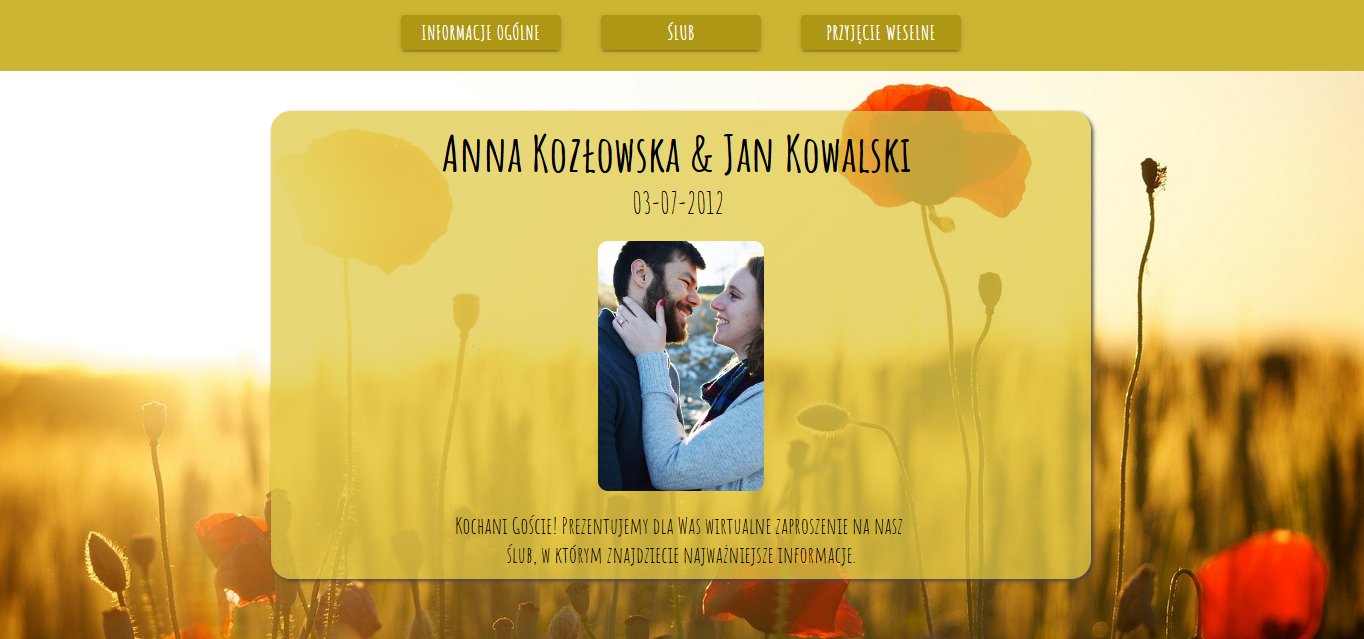 INFORMACJE OGÓLNE
ŚLUB
PRZYJĘCIE WESELNE
Anna Kozłowska & Jan Kowalski
03-07-2012
Kochani Goście! Prezentujemy dla Was wirtualne zaproszenie na nasz
ślub, w którym znajdziecie najważniejsze informacje.